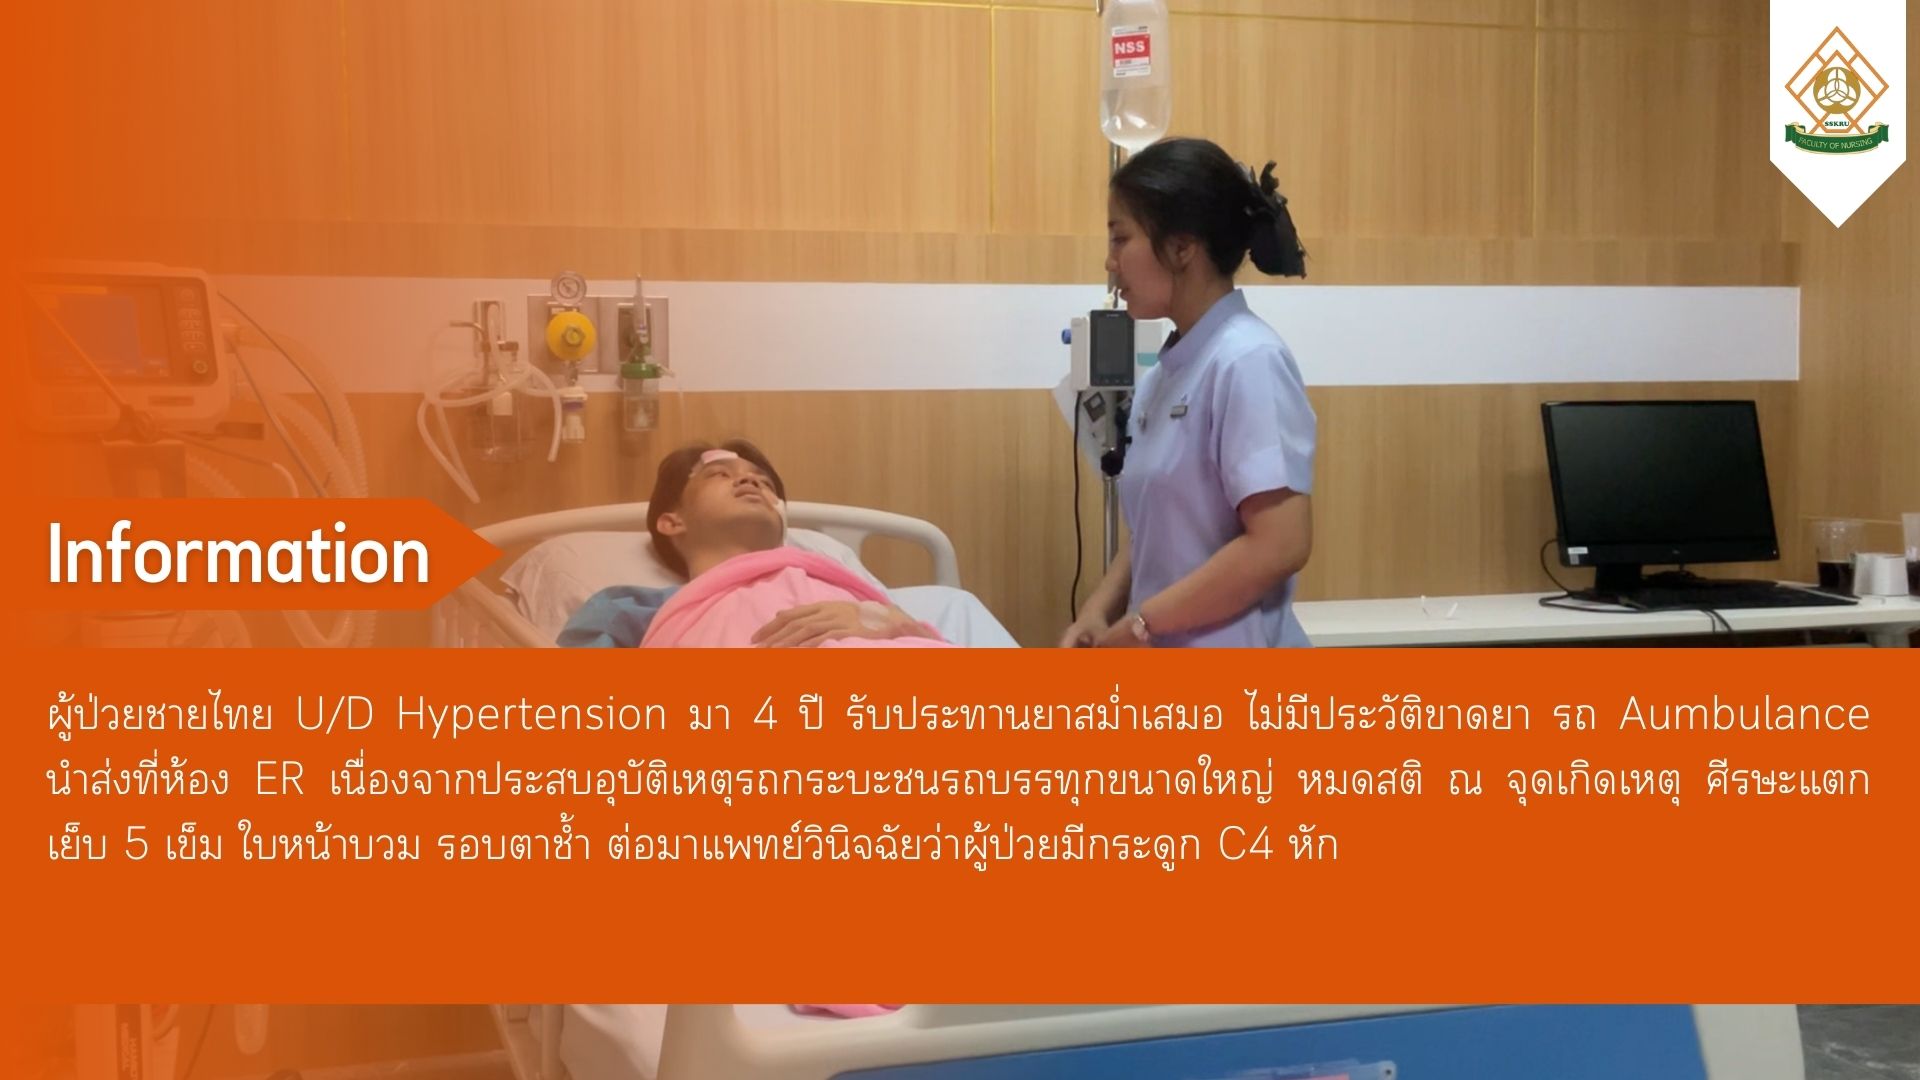 NSS
SSKRU
FACULTY OF NURSING
Information
ผู้ป่วยชายไทย U/D Hypertension มา 4 ปี รับประทานยาสม่ำเสมอ ไม่มีประวัติขาดยา รถ Aumbulance
นำส่งที่ห้อง ER เนื่องจากประสบอุบัติเหตุรถกระบะชนรถบรรทุกขนาดใหญ่ หมดสติ ณ จุดเกิดเหตุ ศีรษะแตก
เย็บ 5 เข็ม ใบหน้าบวม รอบตาช้ำ ต่อมาแพทย์วินิจฉัยว่าผู้ป่วยมีกระดูก C4 หัก